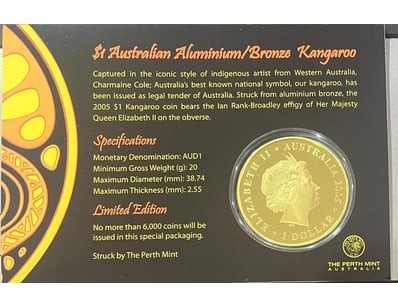 $1 Australian Aluminium/Bronze Kangaroo
Captured in the iconic style of indigenous artist from Western Australia,
Charmaine Cole; Australia's best known national symbol, our kangaroo, has
been issued as legal tender of Australia. Struck from aluminium bronze, the
2005 $1 Kangaroo coin bears the Ian Rank-Broadley effigy of Her Majesty
Queen Elizabeth II on the obverse.
Specifications
Monetary Denomination: AUD1
Minimum Gross Weight (g): 20
Maximum Diameter (mm): 38.74
Maximum Thickness (mm): 2.55
Limited Edition
No more than 6,000 coins will be
issued in this special packaging.
Struck by The Perth Mint
ELIZABETH II AUSTRALIA 2005
1 DOLLAR
THE PERTH MINT
AUSTRALIA